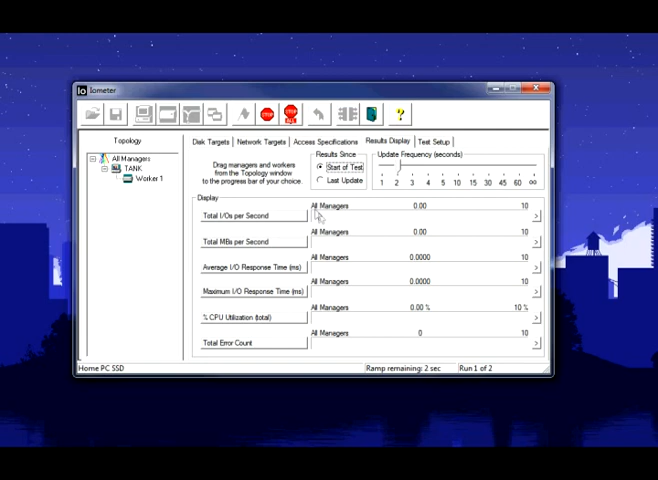 Iometer
STOP
STOP
ALL
?
Topology
All Managers
TANK
Worker 1
Disk Targets
Network Targets
Access Specifications
Results Display
Test Setup
Drag managers and workers
from the Topology window
to the progress bar of your choice.
Results Since
Start of Test
Last Update
Update Frequency (seconds)
1 2 3 4 5 10 15 30 45 60 ∞
Display
All Managers 0.00 10
Total I/Os per Second >
All Managers 0.00 10
Total MBs per Second >
All Managers 0.0000 10
Average I/O Response Time (ms) >
All Managers 0.0000 10
Maximum I/O Response Time (ms) >
All Managers 0.00 % 10 %
% CPU Utilization (total) >
All Managers 0 10
Total Error Count >
Home PC SSD
Ramp remaining: 2 sec
Run 1 of 2